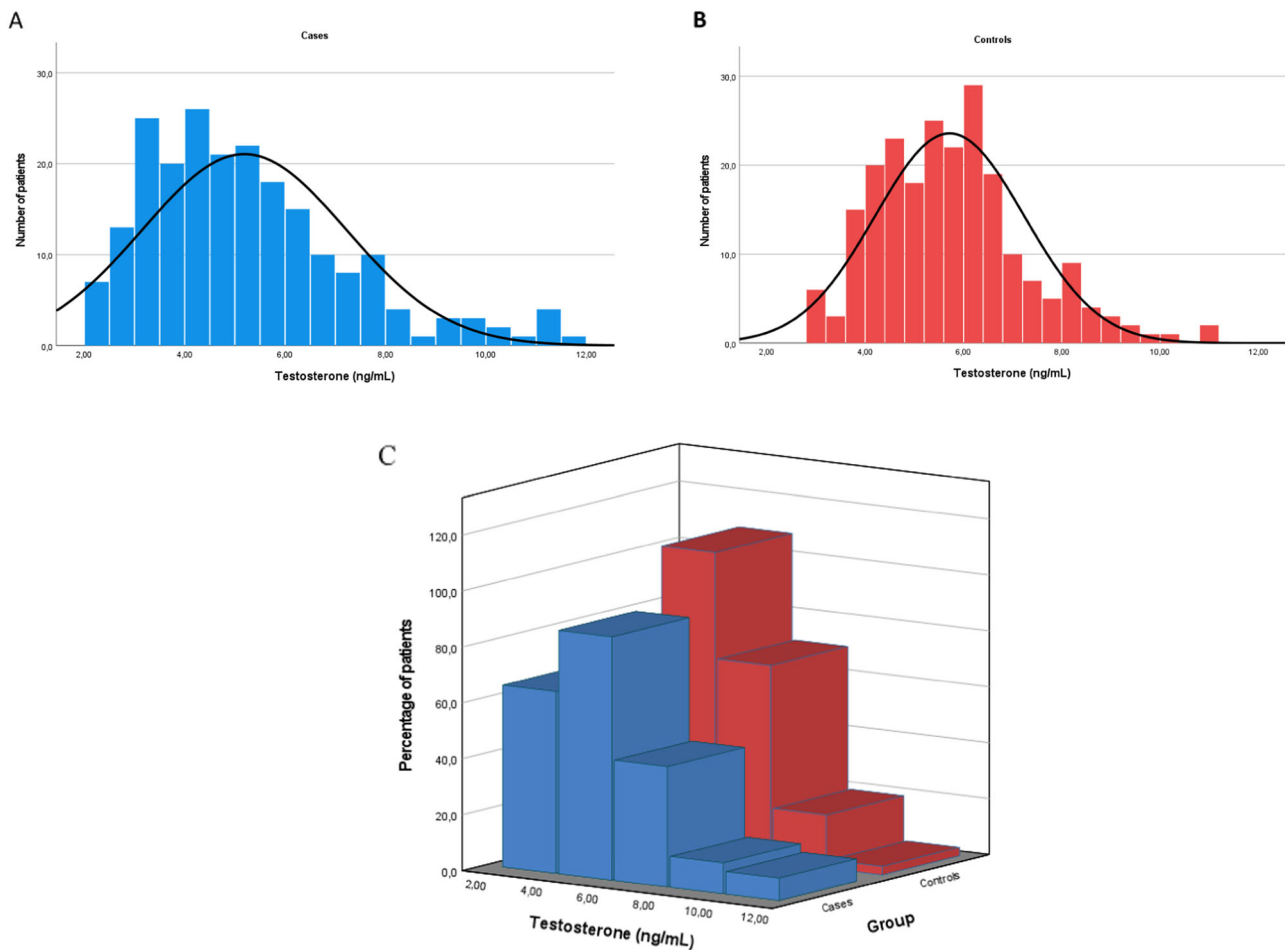 A
Cases
30,0
20,0
10,0
0,0
Number of patients
2,00 4,00 6,00 8,00 10,00 12,00
Testosterone (ng/mL)
B
Controls
30,0
20,0
10,0
0,0
Number of patients
2,00 4,00 6,00 8,00 10,00 12,00
Testosterone (ng/mL)
C
120,0
100,0
80,0
60,0
40,0
20,0
0,0
Percentage of patients
2,00 4,00 6,00 8,00 10,00 12,00
Testosterone (ng/mL)
Cases
Controls
Group